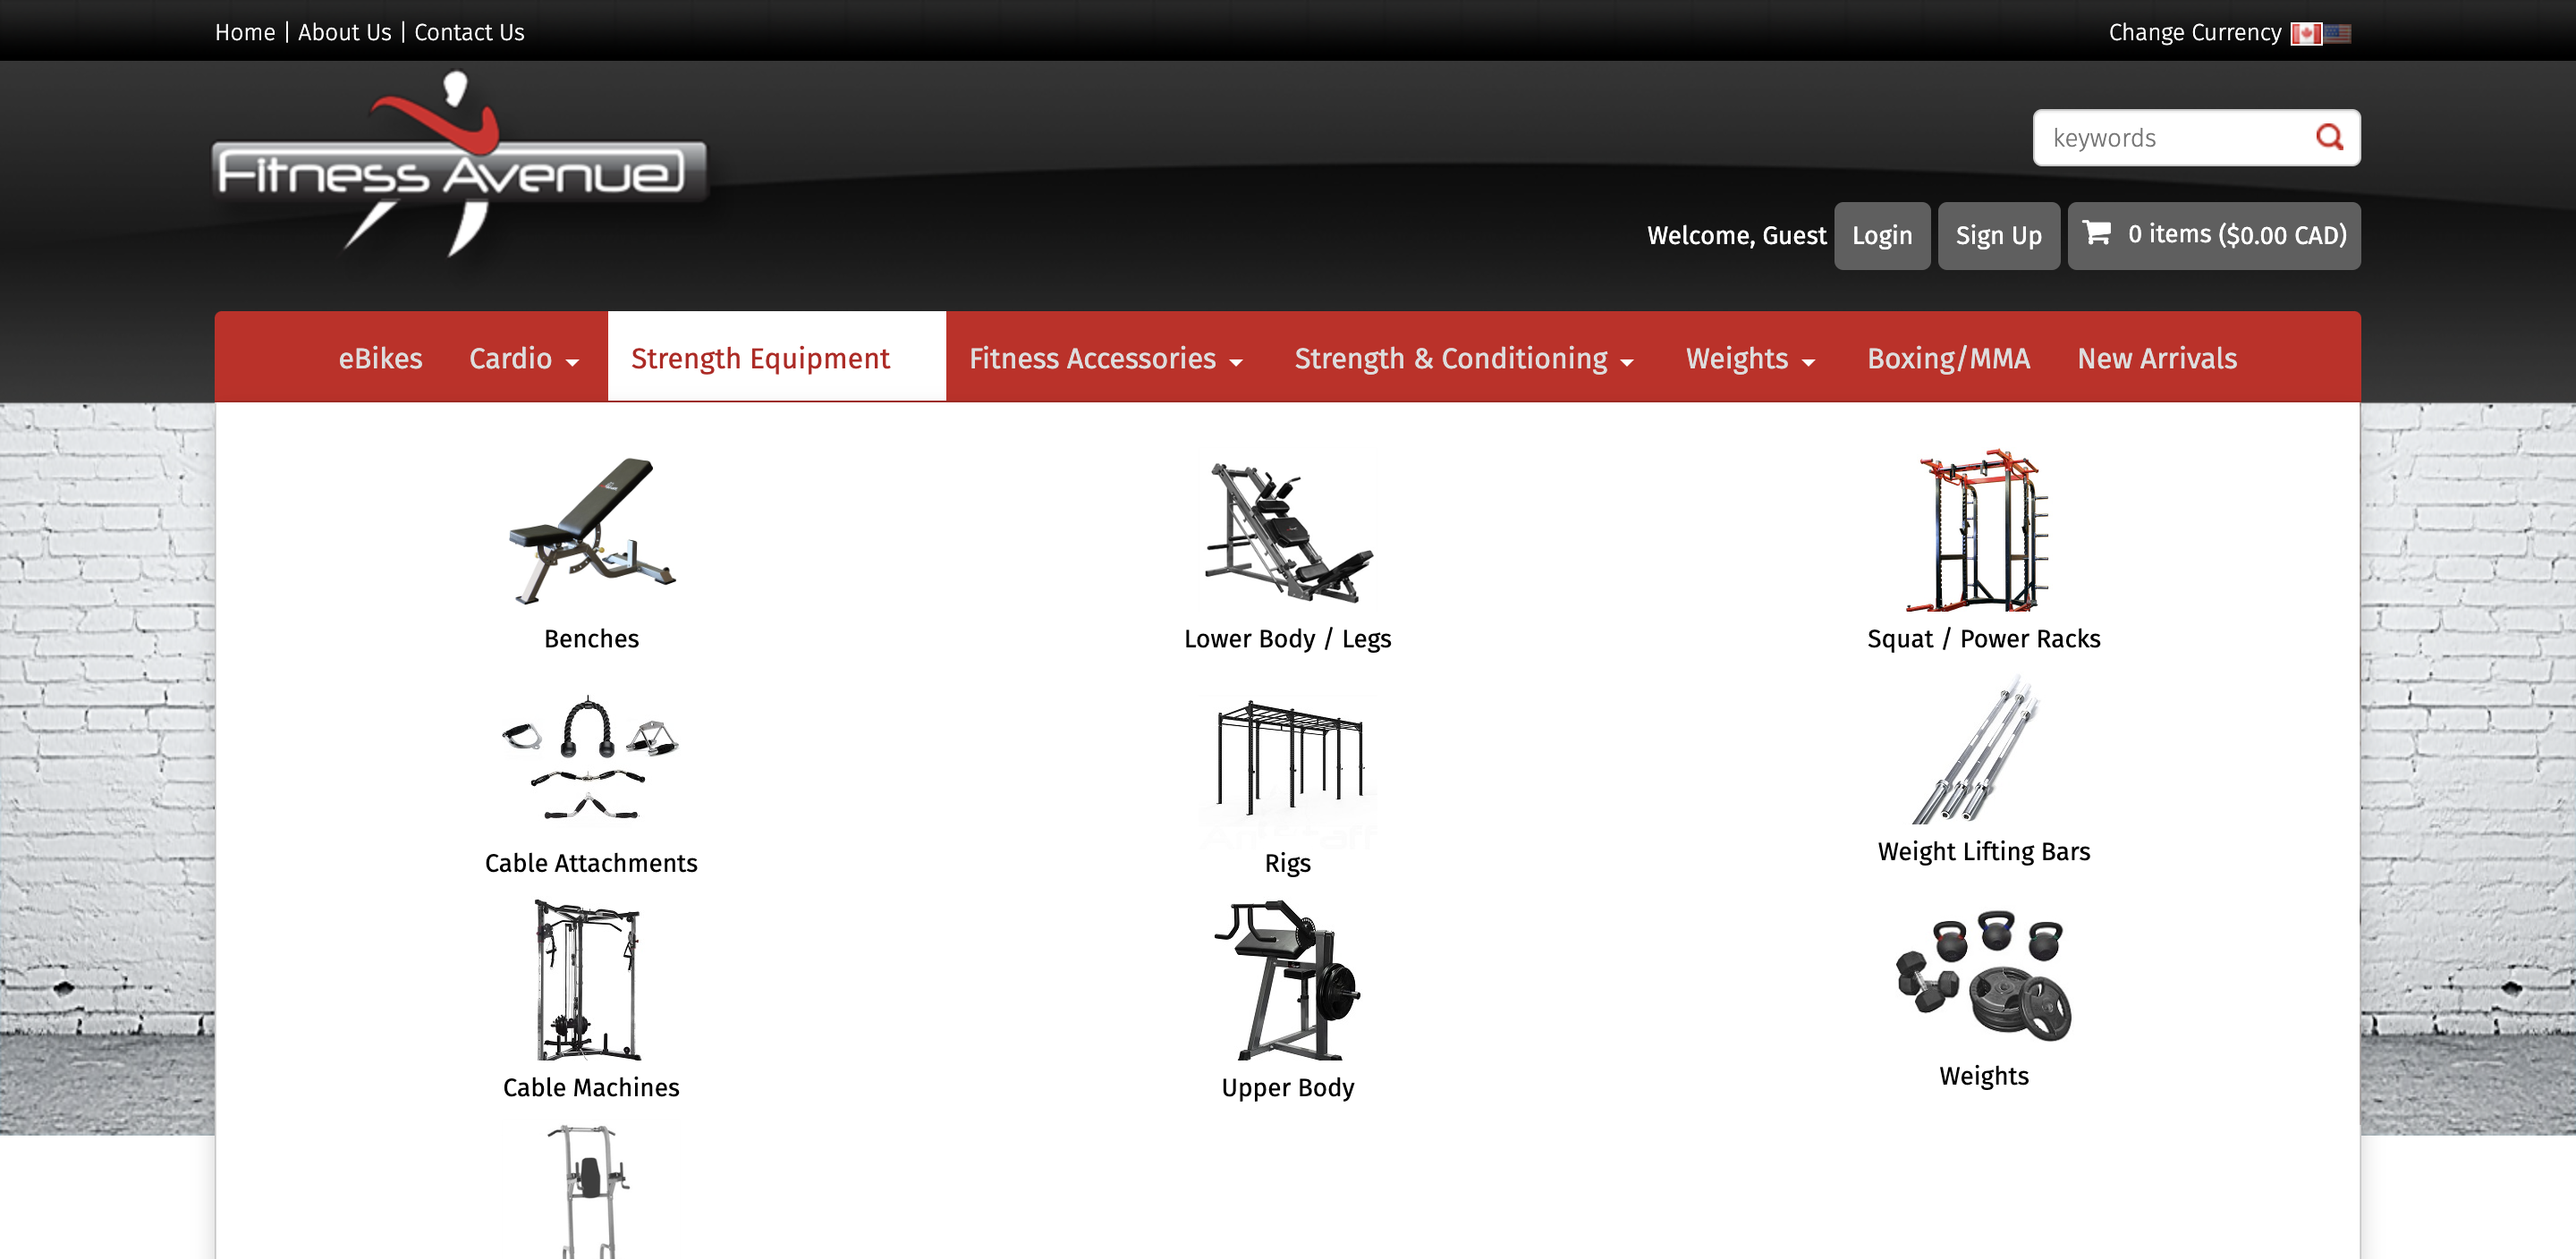 Home | About Us | Contact Us
Change Currency
Fitness Avenue
keywords
Welcome, Guest Login Sign Up 0 items ($0.00 CAD)
eBikes Cardio Strength Equipment Fitness Accessories Strength & Conditioning Weights Boxing/MMA New Arrivals
Benches Lower Body / Legs Squat / Power Racks
Cable Attachments Rigs Weight Lifting Bars
Cable Machines Upper Body Weights